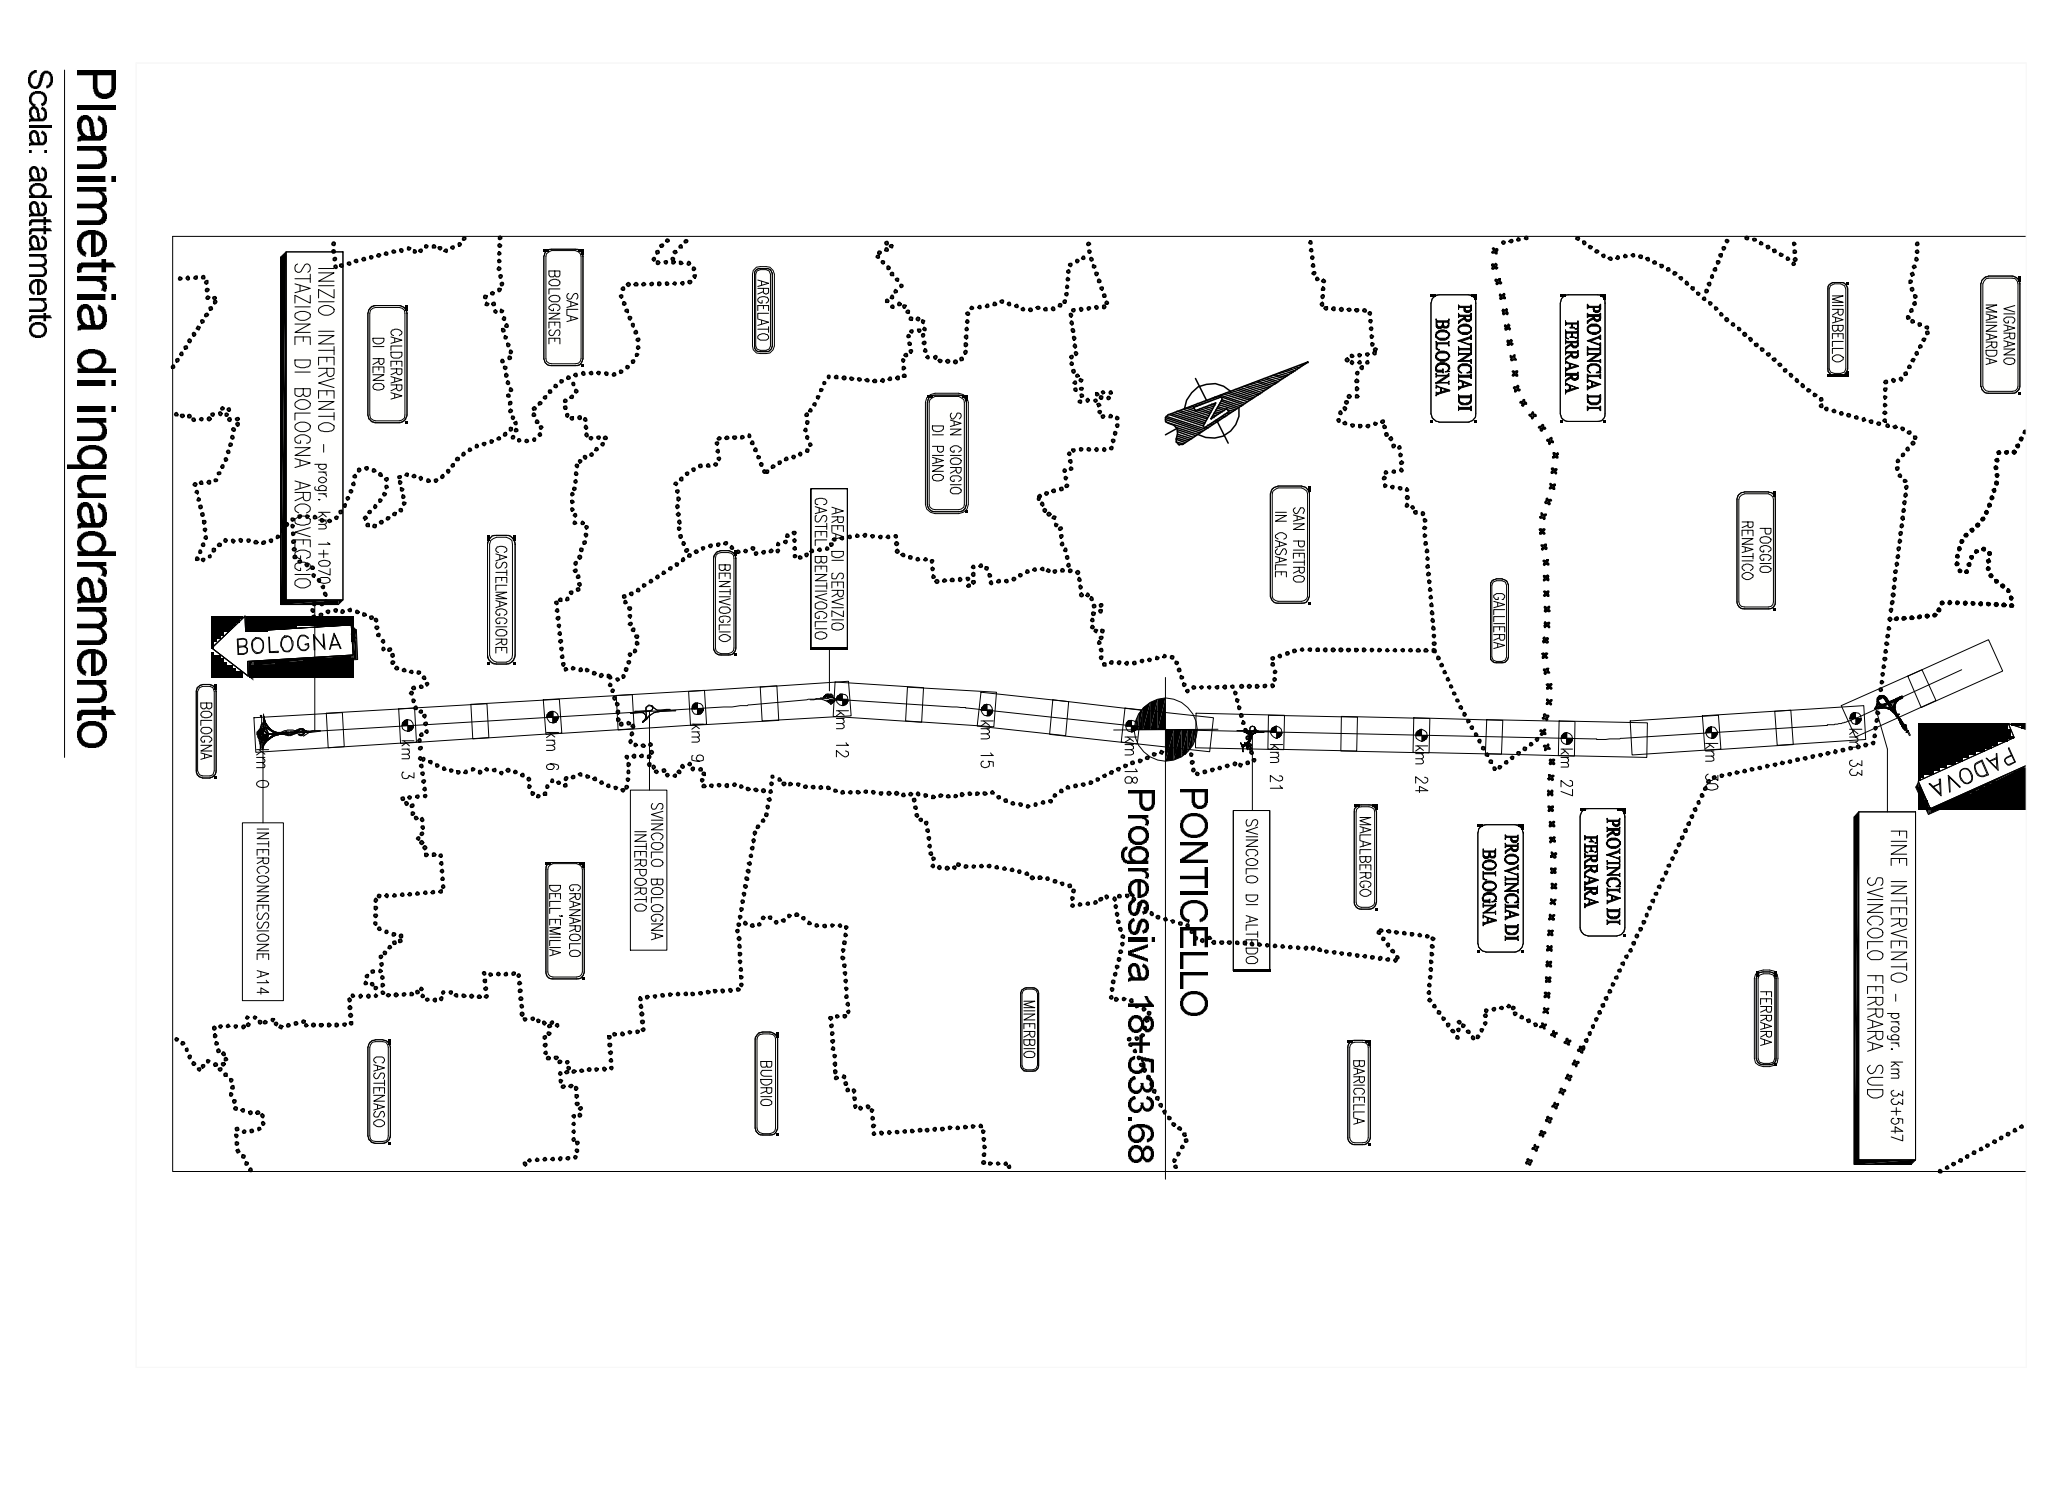 Planimetria di inquadramento
Scala: adattamento
INIZIO INTERVENTO - progr. km 1+070
STAZIONE DI BOLOGNA ARCOVEGGIO
CALDERARA
DI RENO
SALA
BOLOGNESE
ARGELATO
SAN GIORGIO
DI PIANO
PROVINCIA DI
BOLOGNA
PROVINCIA DI
FERRARA
MIRABELLO
VIGARANO
MAINARDA
N
CASTELMAGGIORE
BENTIVOGLIO
AREA DI SERVIZIO
CASTEL BENTIVOGLIO
SAN PIETRO
IN CASALE
GALLIERA
POGGIO
RENATICO
BOLOGNA
BOLOGNA
km 0
km 3
km 6
km 9
km 12
km 15
km 18
km 21
km 24
km 27
km 30
33
PADOVA
INTERCONNESSIONE A14
GRANAROLO
DELL'EMILIA
SVINCOLO BOLOGNA
INTERPORTO
PONTICELLO
Progressiva 18+533.68
SVINCOLO DI ALTEDO
MALALBERGO
PROVINCIA DI
BOLOGNA
PROVINCIA DI
FERRARA
FINE INTERVENTO - progr. km 33+547
SVINCOLO FERRARA SUD
CASTENASO
BUDRIO
MINERBIO
BARICELLA
FERRARA